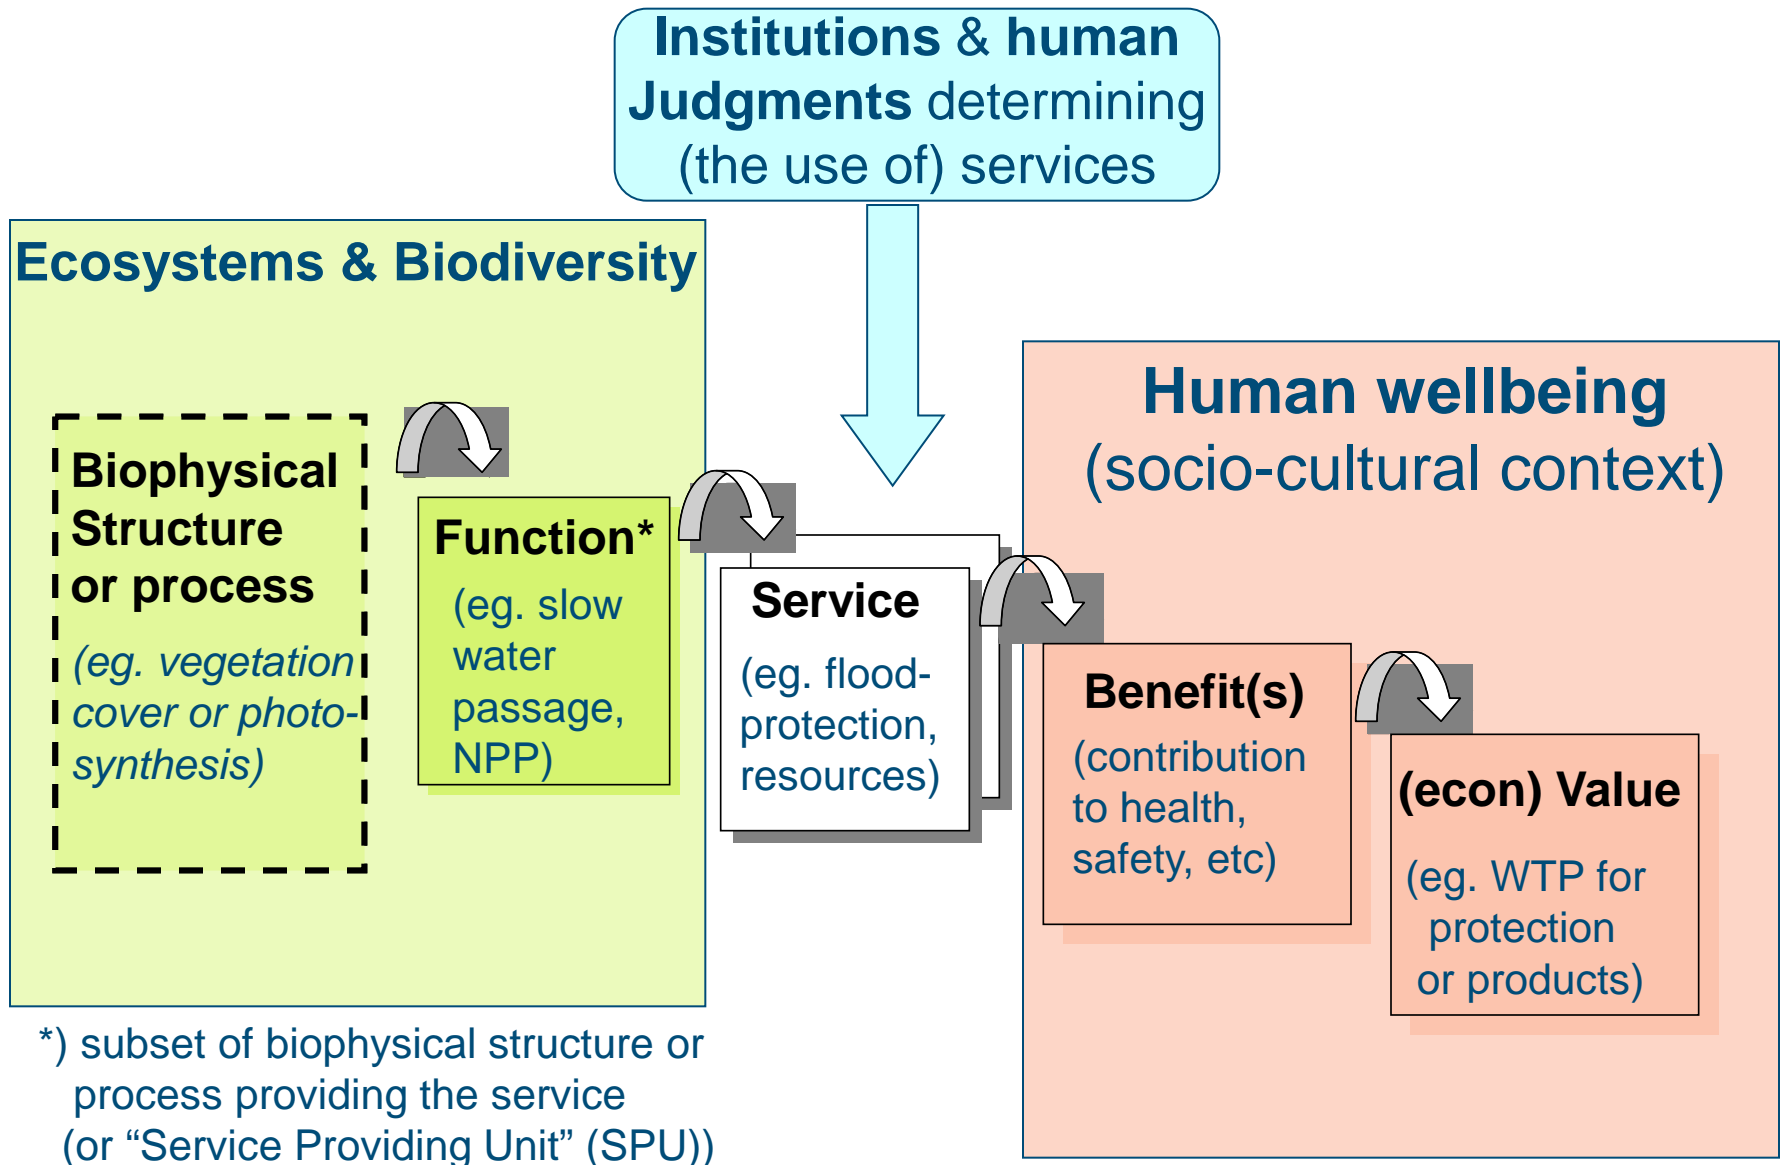 Institutions & human
Judgments determining
(the use of) services
Ecosystems & Biodiversity
Biophysical
Structure
or process
(eg. vegetation
cover or photo-
synthesis)
Function*
(eg. slow
water
passage,
NPP)
Service
(eg. flood-
protection,
resources)
Human wellbeing
(socio-cultural context)
Benefit(s)
(contribution
to health,
safety, etc)
(econ) Value
(eg. WTP for
protection
or products)
*) subset of biophysical structure or
process providing the service
(or “Service Providing Unit” (SPU))